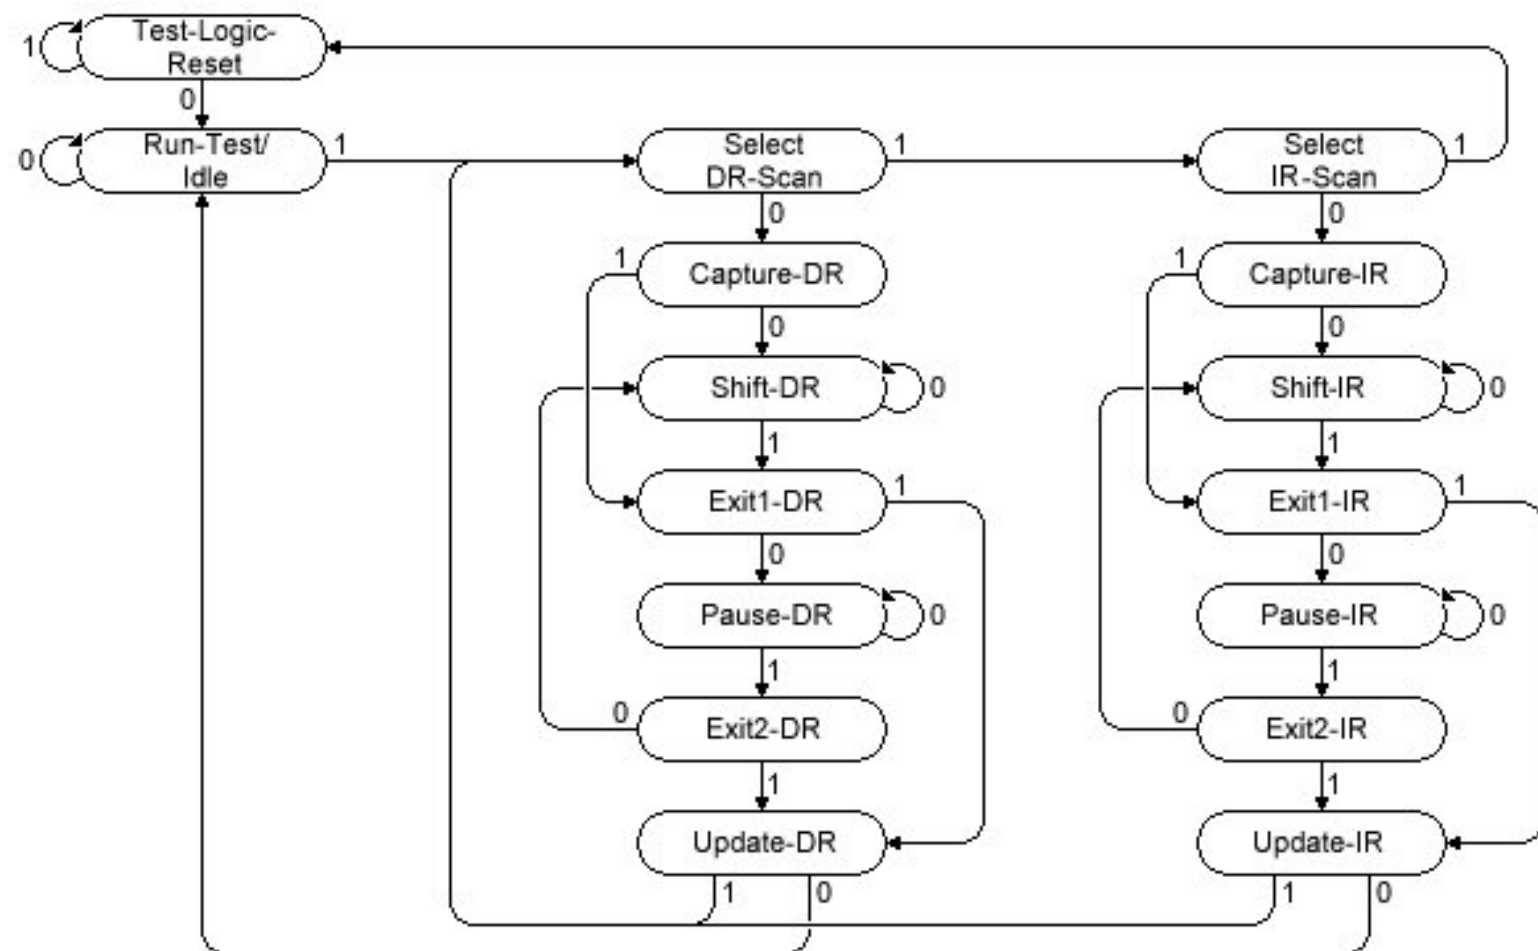 Test-Logic-
Reset
1
0
Run-Test/
Idle
0
1
Select
DR-Scan
1
Select
IR-Scan
1
0
0
1
Capture-DR
1
Capture-IR
0
0
Shift-DR
0
Shift-IR
0
1
1
Exit1-DR
1
Exit1-IR
1
0
0
Pause-DR
0
Pause-IR
0
1
1
0
Exit2-DR
0
Exit2-IR
1
1
Update-DR
Update-IR
1
0
1
0